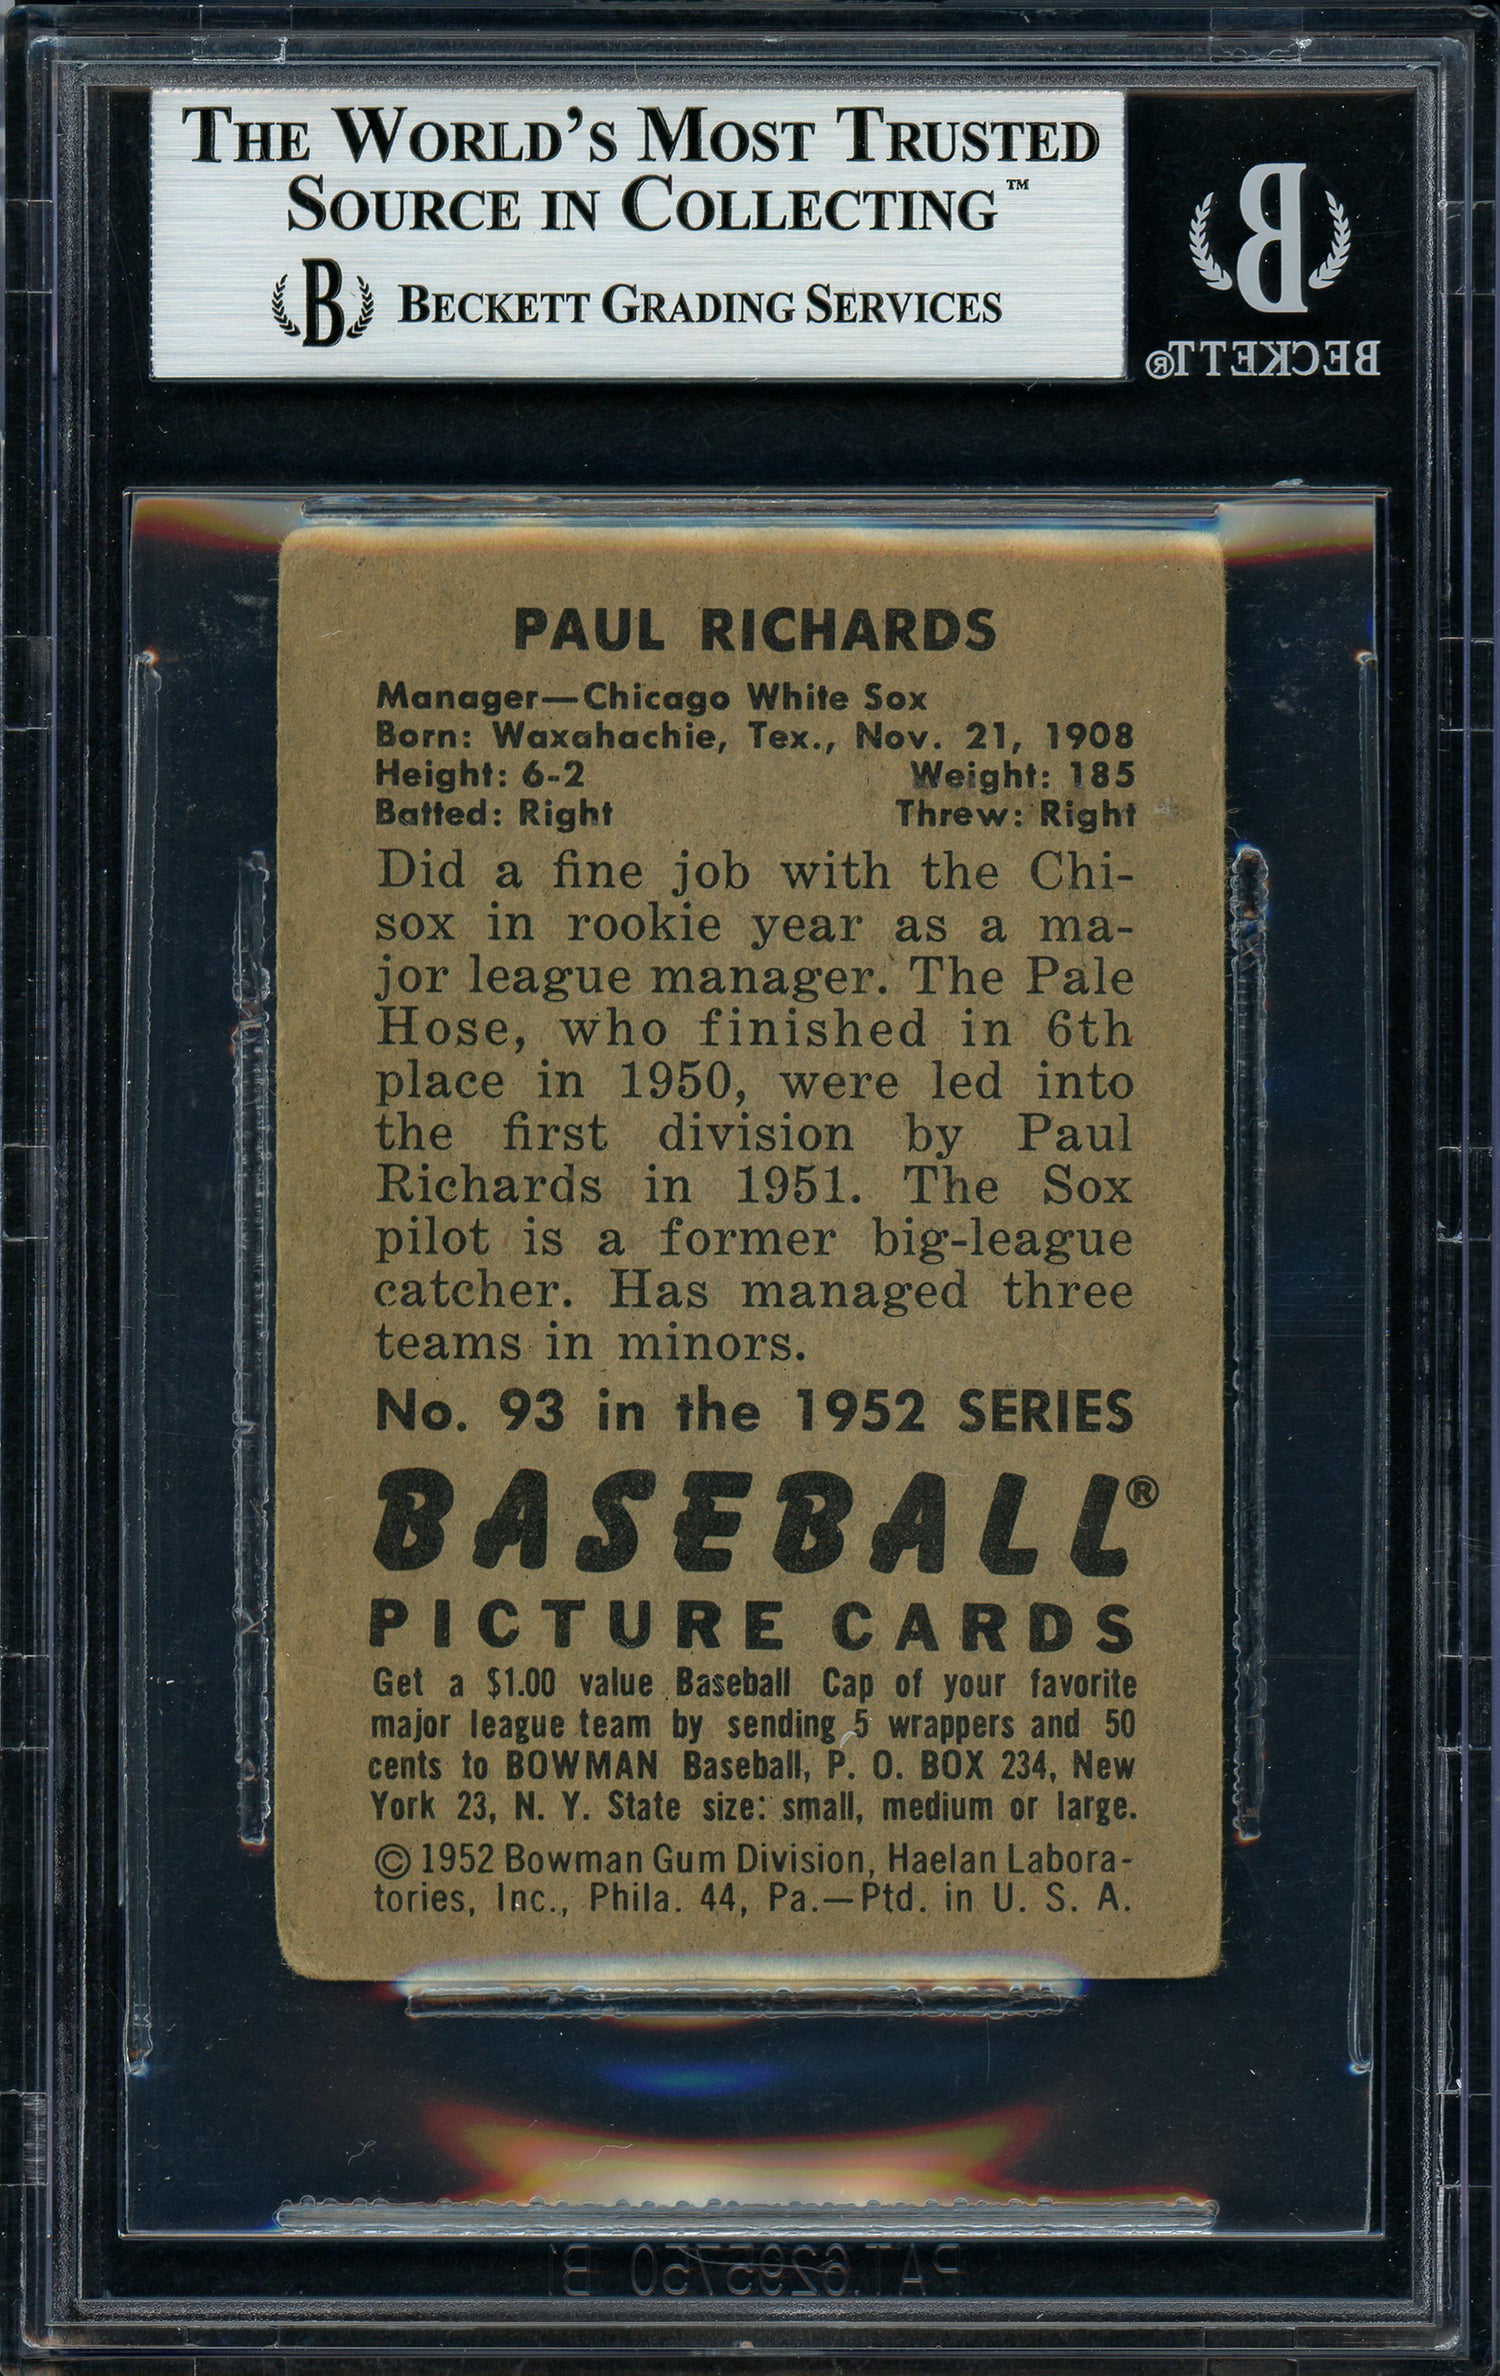 THE WORLD'S MOST TRUSTED
SOURCE IN COLLECTING™
B BECKETT GRADING SERVICES
B
BECKETT®
PAUL RICHARDS
Manager—Chicago White Sox
Born: Waxahachie, Tex., Nov. 21, 1908
Height: 6-2 Weight: 185
Batted: Right Threw: Right
Did a fine job with the Chi-
sox in rookie year as a ma-
jor league manager. The Pale
Hose, who finished in 6th
place in 1950, were led into
the first division by Paul
Richards in 1951. The Sox
pilot is a former big-league
catcher. Has managed three
teams in minors.
No. 93 in the 1952 SERIES
BASEBALL®
PICTURE CARDS
Get a $1.00 value Baseball Cap of your favorite
major league team by sending 5 wrappers and 50
cents to BOWMAN Baseball, P. O. BOX 234, New
York 23, N. Y. State size: small, medium or large.
©1952 Bowman Gum Division, Haelan Labora-
tories, Inc., Phila. 44, Pa.—Ptd. in U. S. A.
PAT.6295750 B1